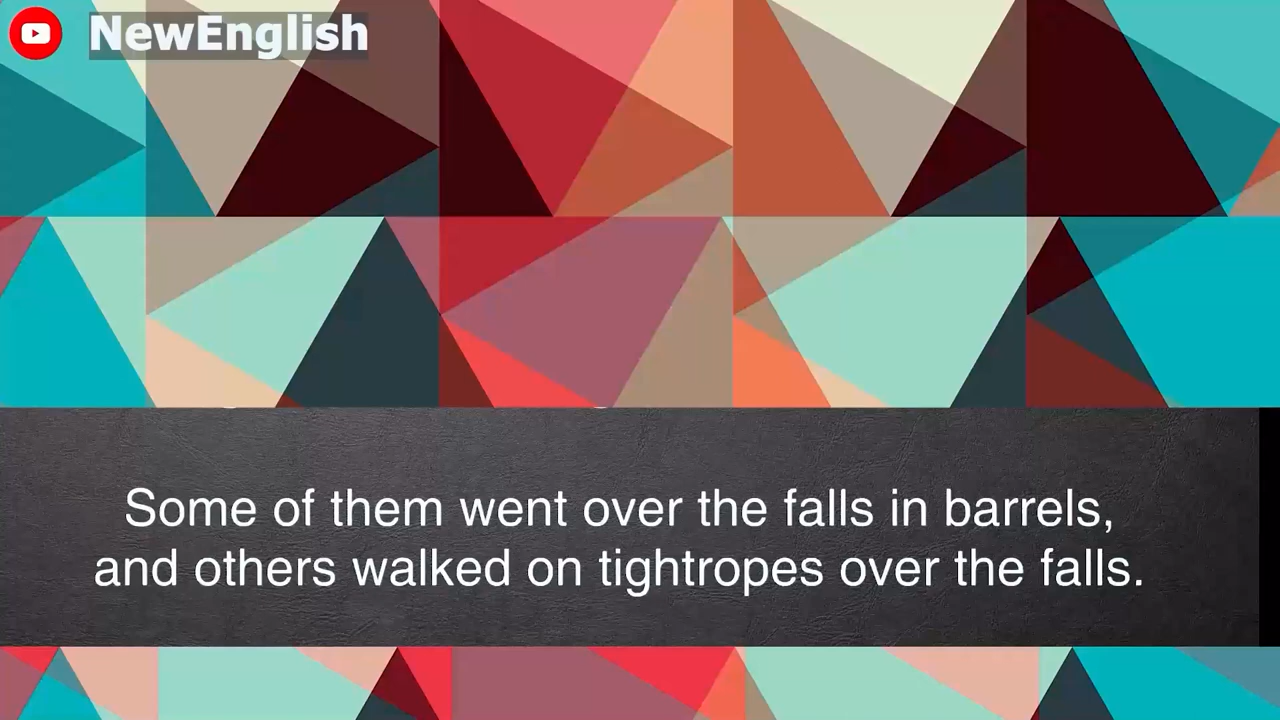 NewEnglish
Some of them went over the falls in barrels,
and others walked on tightropes over the falls.